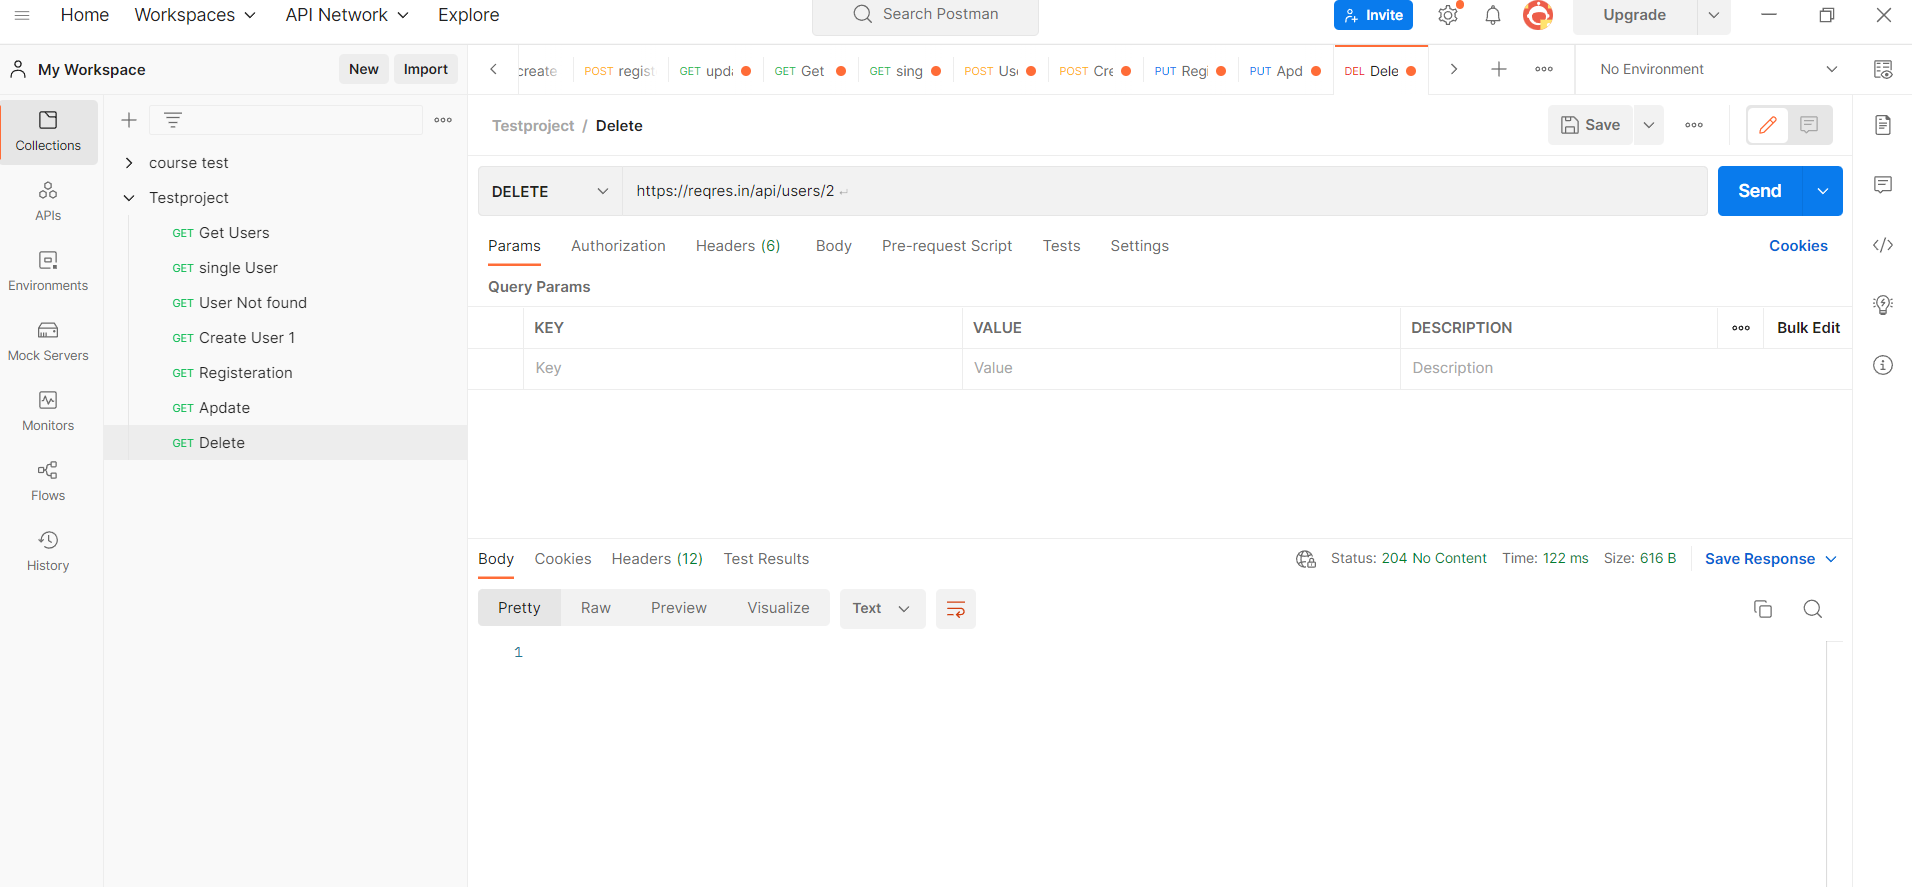 Home Workspaces API Network Explore Search Postman Invite Upgrade
My Workspace New Import create POST regist GET upd GET Get GET sing POST Us POST Cre PUT Regi PUT Apd DEL Dele No Environment
Collections
APIs
Environments
Mock Servers
Monitors
Flows
History
course test
Testproject
GET Get Users
GET single User
GET User Not found
GET Create User 1
GET Registeration
GET Apdate
GET Delete
Testproject / Delete Save
DELETE https://reqres.in/api/users/2 Send
Params Authorization Headers (6) Body Pre-request Script Tests Settings Cookies
Query Params
KEY VALUE DESCRIPTION Bulk Edit
Key Value Description
Body Cookies Headers (12) Test Results Status: 204 No Content Time: 122 ms Size: 616 B Save Response
Pretty Raw Preview Visualize Text
1